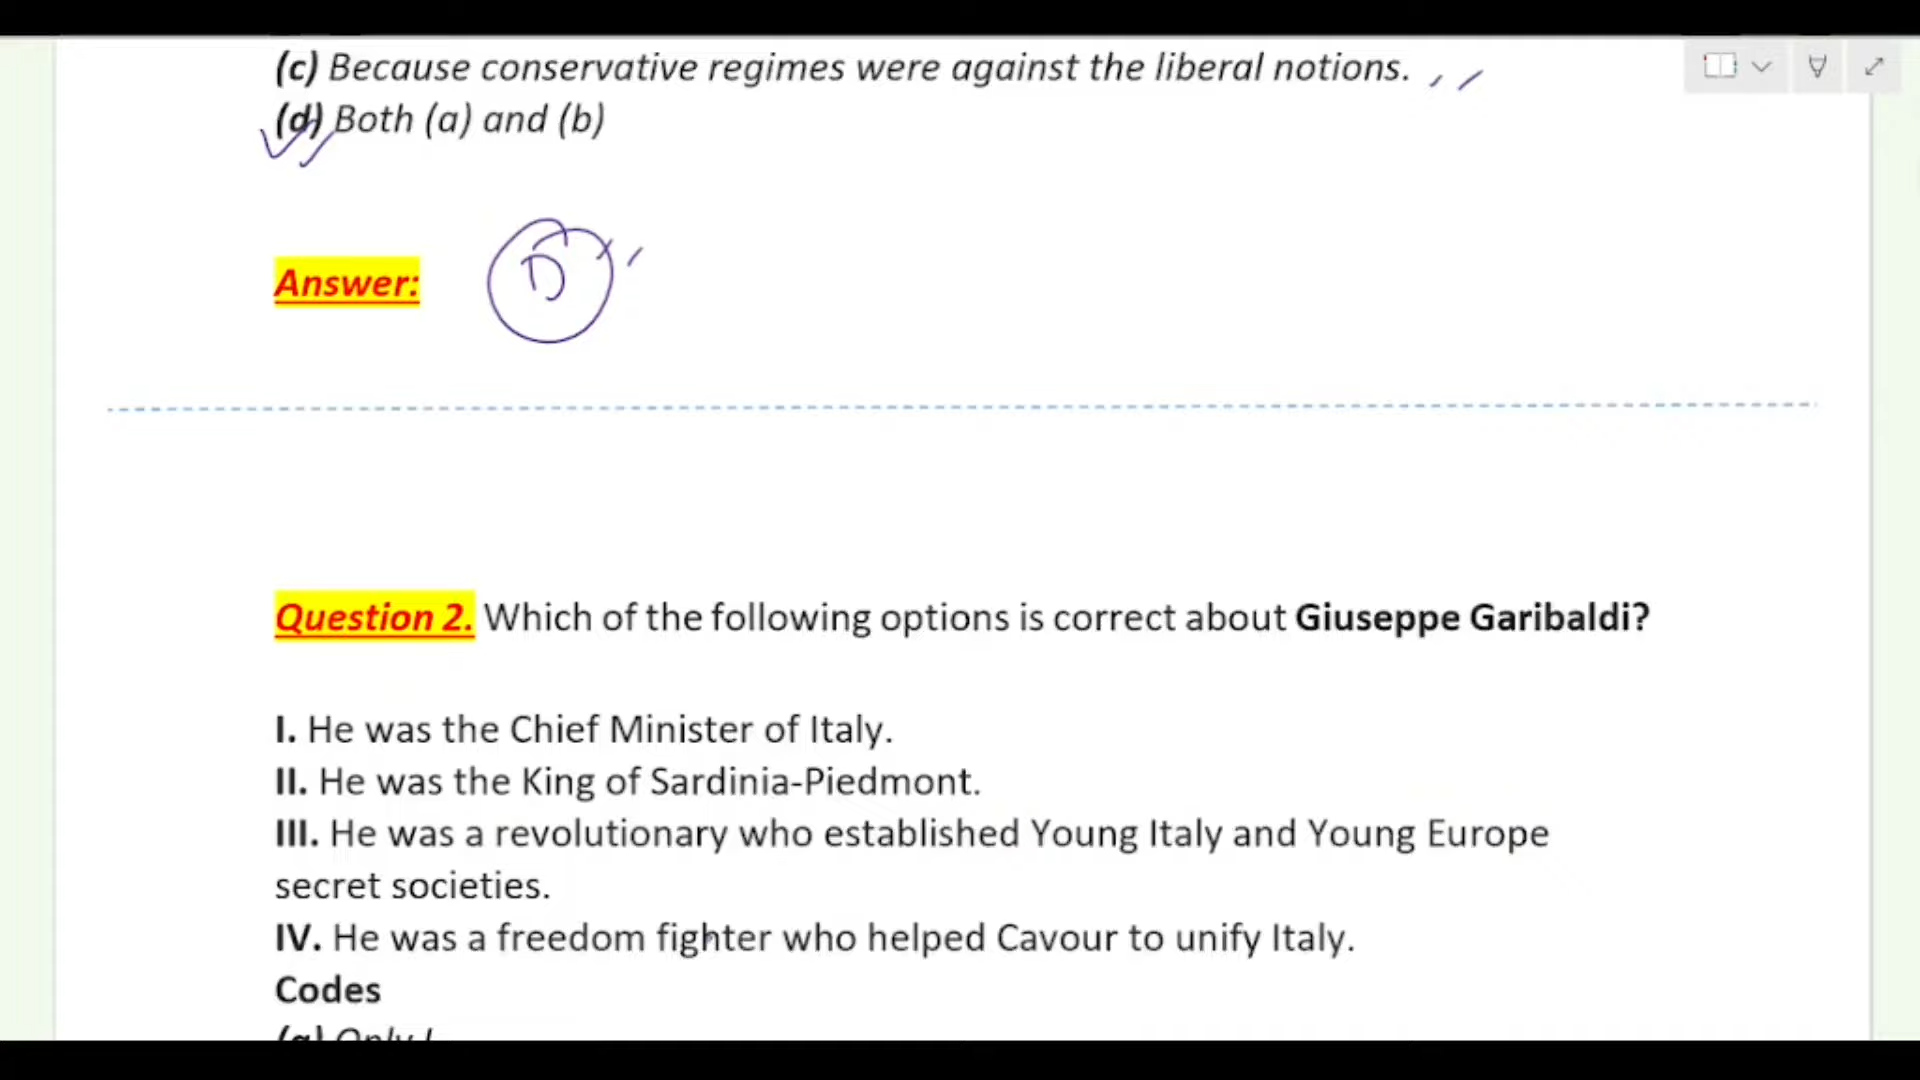 (c) Because conservative regimes were against the liberal notions.
(d) Both (a) and (b)
Answer: D
Question 2. Which of the following options is correct about Giuseppe Garibaldi?
I. He was the Chief Minister of Italy.
II. He was the King of Sardinia-Piedmont.
III. He was a revolutionary who established Young Italy and Young Europe
secret societies.
IV. He was a freedom fighter who helped Cavour to unify Italy.
Codes
(a) Only I